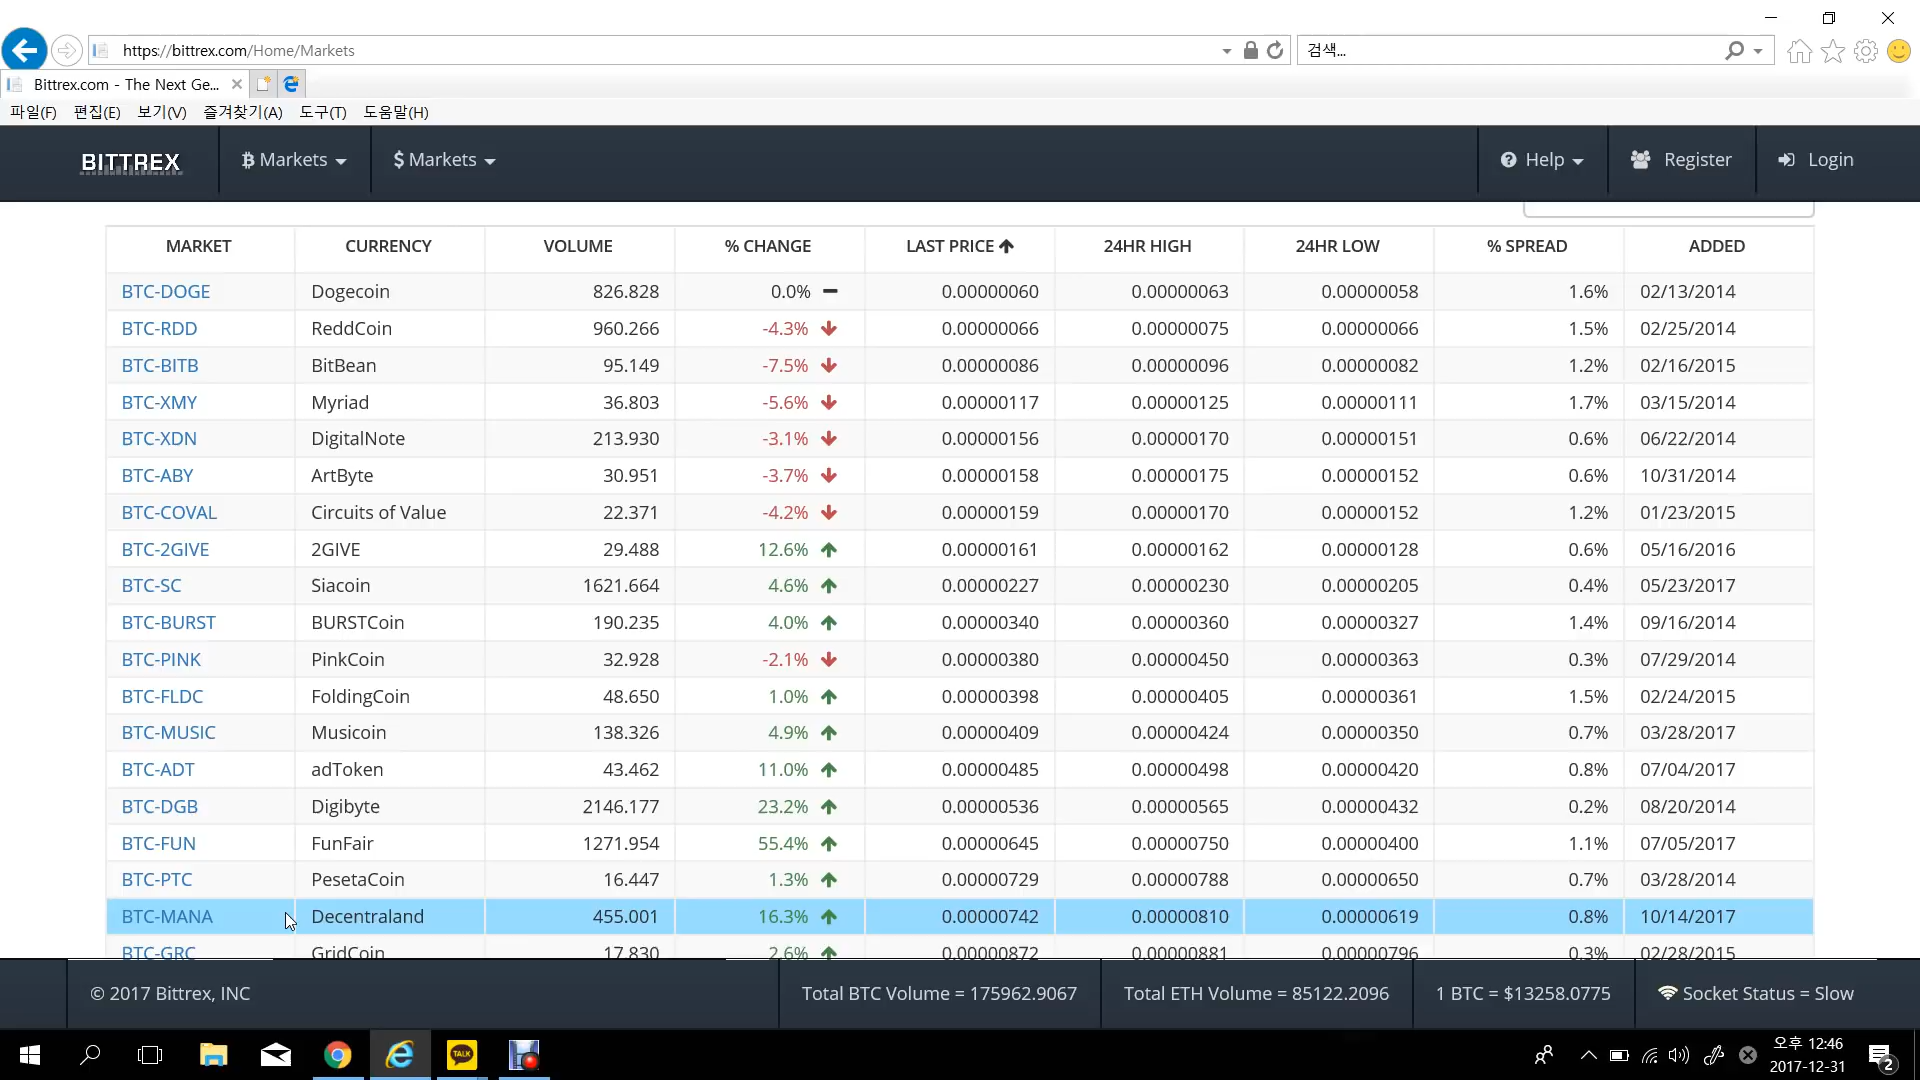 https://bittrex.com/Home/Markets
검색...
Bittrex.com - The Next Ge...
파일(F) 편집(E) 보기(V) 즐겨찾기(A) 도구(T) 도움말(H)
BITTREX Markets $ Markets Help Register Login
MARKET CURRENCY VOLUME % CHANGE LAST PRICE 24HR HIGH 24HR LOW % SPREAD ADDED
BTC-DOGE Dogecoin 826.828 0.0% 0.00000060 0.00000063 0.00000058 1.6% 02/13/2014
BTC-RDD ReddCoin 960.266 -4.3% 0.00000066 0.00000075 0.00000066 1.5% 02/25/2014
BTC-BITB BitBean 95.149 -7.5% 0.00000086 0.00000096 0.00000082 1.2% 02/16/2015
BTC-XMY Myriad 36.803 -5.6% 0.00000117 0.00000125 0.00000111 1.7% 03/15/2014
BTC-XDN DigitalNote 213.930 -3.1% 0.00000156 0.00000170 0.00000151 0.6% 06/22/2014
BTC-ABY ArtByte 30.951 -3.7% 0.00000158 0.00000175 0.00000152 0.6% 10/31/2014
BTC-COVAL Circuits of Value 22.371 -4.2% 0.00000159 0.00000170 0.00000152 1.2% 01/23/2015
BTC-2GIVE 2GIVE 29.488 12.6% 0.00000161 0.00000162 0.00000128 0.6% 05/16/2016
BTC-SC Siacoin 1621.664 4.6% 0.00000227 0.00000230 0.00000205 0.4% 05/23/2017
BTC-BURST BURSTCoin 190.235 4.0% 0.00000340 0.00000360 0.00000327 1.4% 09/16/2014
BTC-PINK PinkCoin 32.928 -2.1% 0.00000380 0.00000450 0.00000363 0.3% 07/29/2014
BTC-FLDC FoldingCoin 48.650 1.0% 0.00000398 0.00000405 0.00000361 1.5% 02/24/2015
BTC-MUSIC Musicoin 138.326 4.9% 0.00000409 0.00000424 0.00000350 0.7% 03/28/2017
BTC-ADT adToken 43.462 11.0% 0.00000485 0.00000498 0.00000420 0.8% 07/04/2017
BTC-DGB Digibyte 2146.177 23.2% 0.00000536 0.00000565 0.00000432 0.2% 08/20/2014
BTC-FUN FunFair 1271.954 55.4% 0.00000645 0.00000750 0.00000400 1.1% 07/05/2017
BTC-PTC PesetaCoin 16.447 1.3% 0.00000729 0.00000788 0.00000650 0.7% 03/28/2014
BTC-MANA Decentraland 455.001 16.3% 0.00000742 0.00000810 0.00000619 0.8% 10/14/2017
BTC-GRC GridCoin 17.830 2.6% 0.00000872 0.00000881 0.00000796 0.3% 02/28/2015
© 2017 Bittrex, INC Total BTC Volume = 175962.9067 Total ETH Volume = 85122.2096 1 BTC = $13258.0775 Socket Status = Slow
TALK
오후 12:46
2017-12-31
2